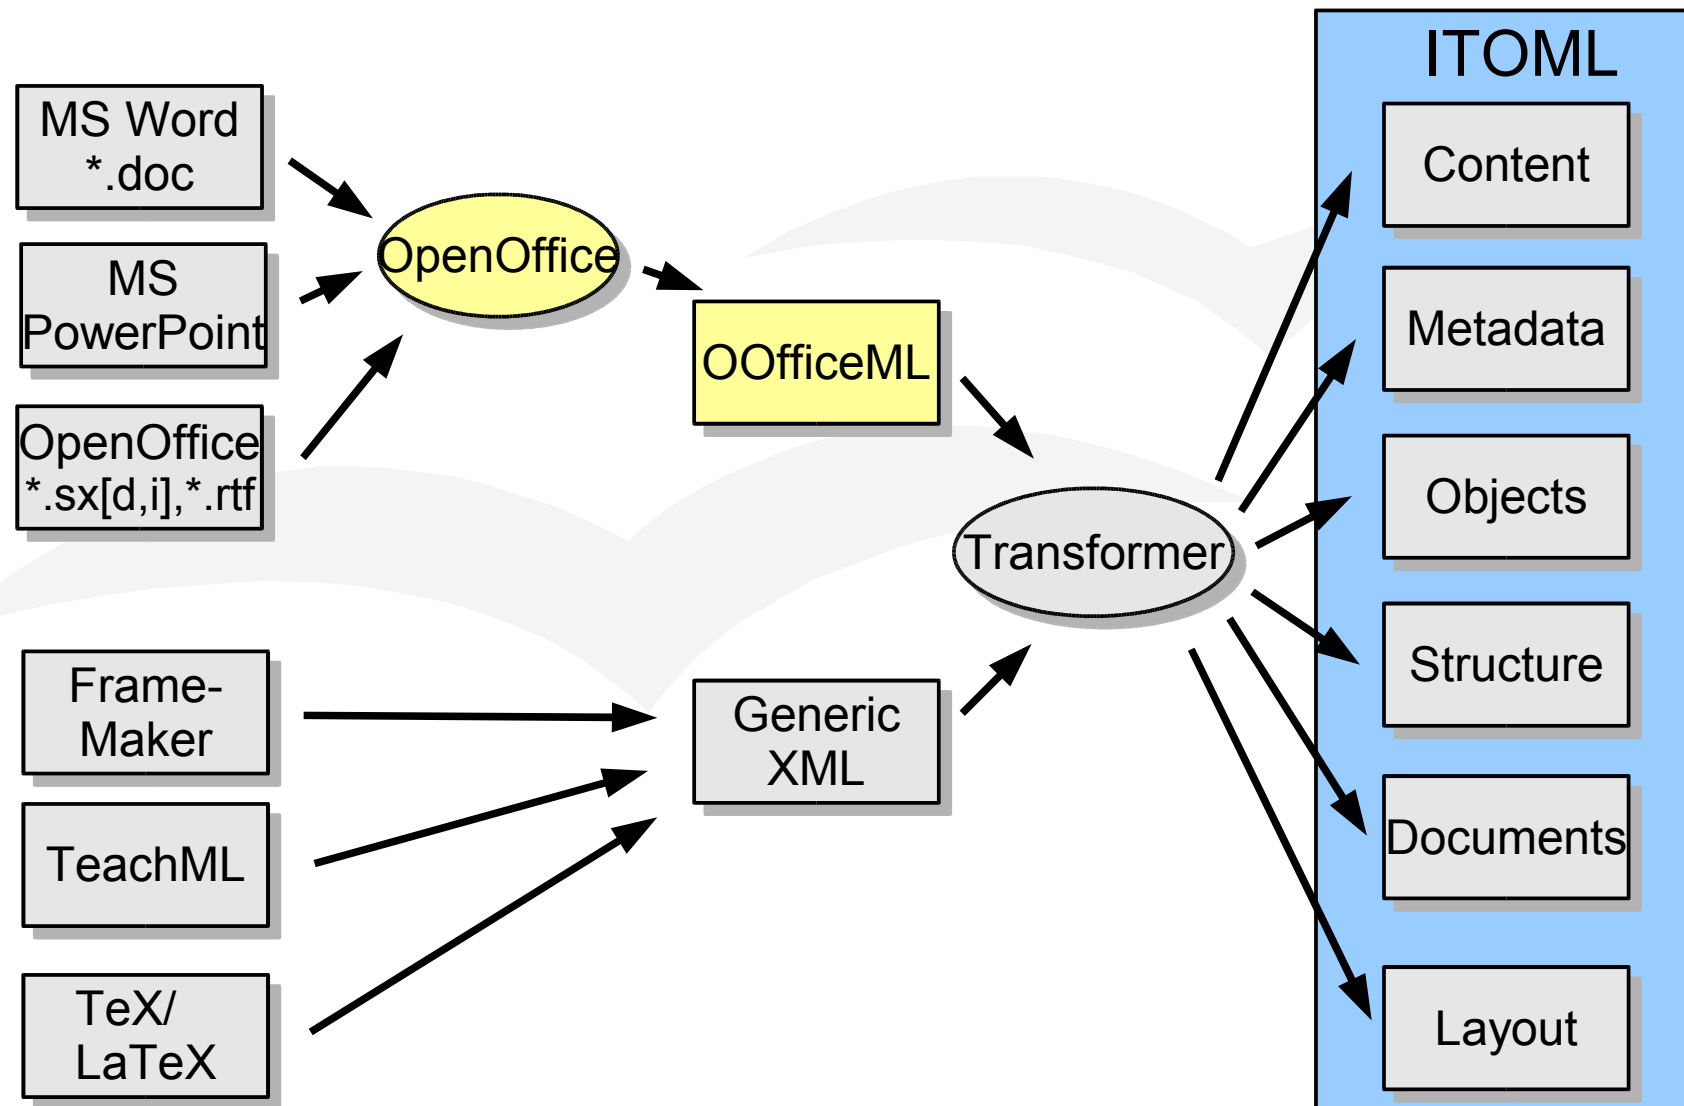 ITOML
MS Word
*.doc
MS
PowerPoint
OpenOffice
*.sx[d,i],*.rtf
OpenOffice
OOfficeML
Frame-
Maker
TeachML
TeX/
LaTeX
Generic
XML
Transformer
Content
Metadata
Objects
Structure
Documents
Layout